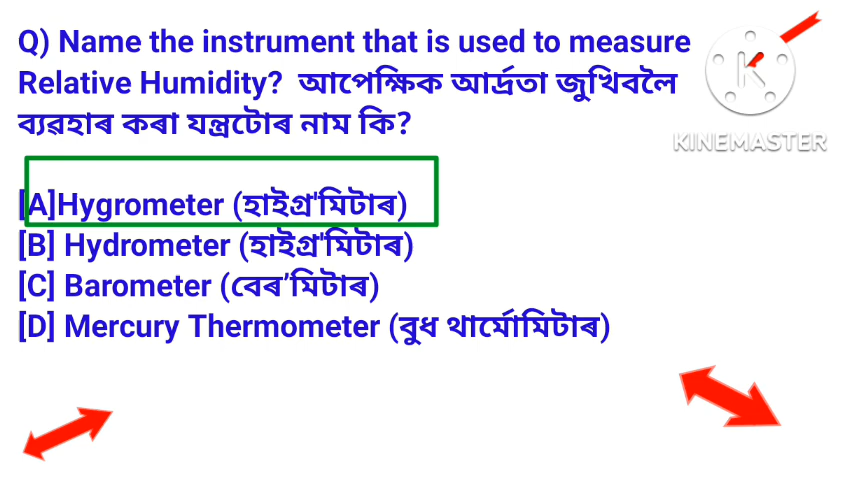 Q) Name the instrument that is used to measure
Relative Humidity? আপেক্ষিক আৰ্দ্ৰতা জুখিবলৈ
ব্যৱহাৰ কৰা যন্ত্ৰটোৰ নাম কি?
KINEMASTER
[A]Hygrometer (হাইগ্ৰ'মিটাৰ)
[B] Hydrometer (হাইগ্ৰ'মিটাৰ)
[C] Barometer (বেৰ’মিটাৰ)
[D] Mercury Thermometer (বুধ থাৰ্মোমিটাৰ)